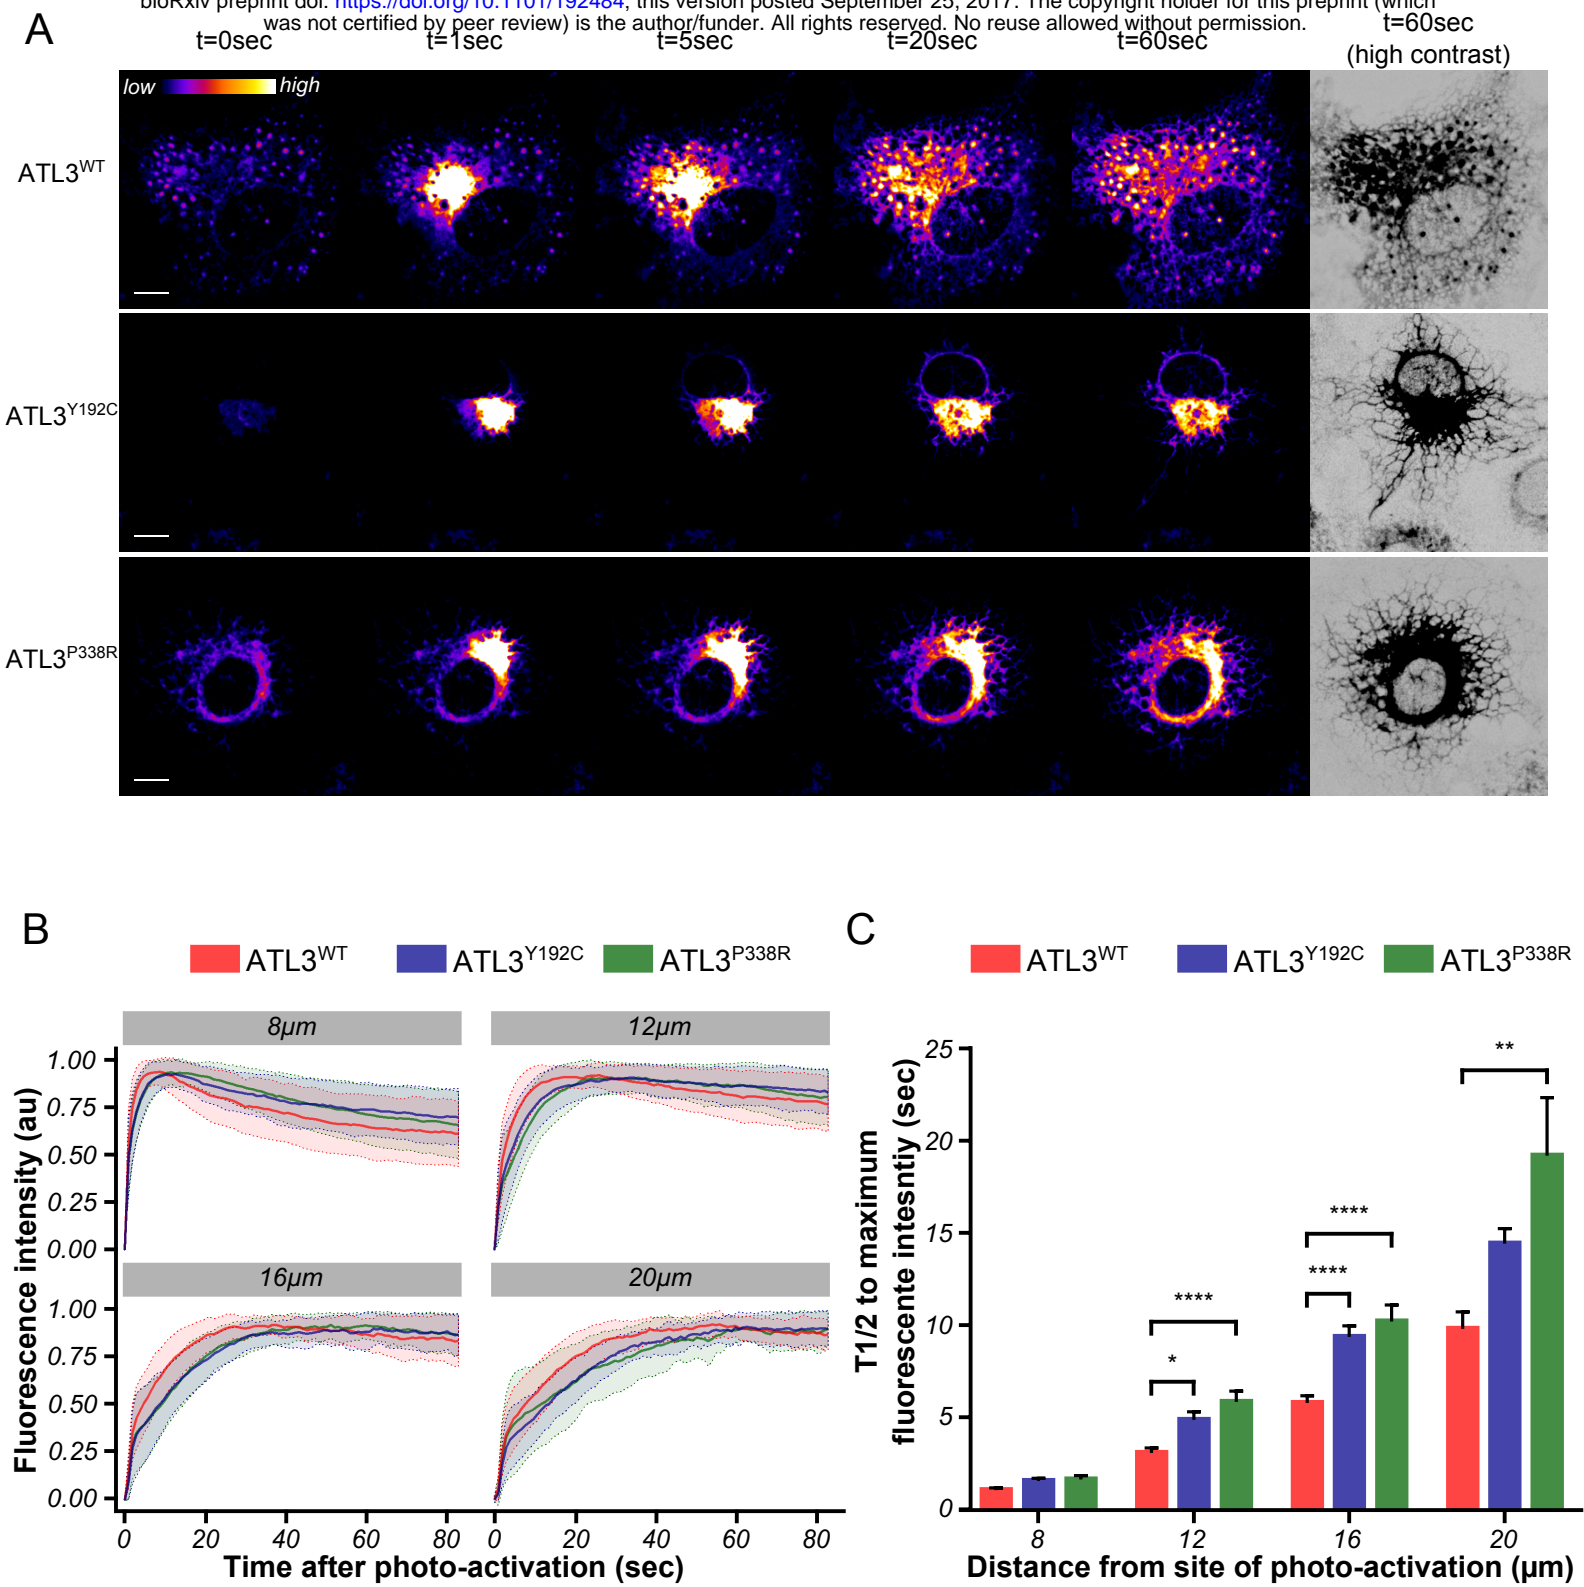 bioRxiv preprint doi: https://doi.org/10.1101/192484; this version posted September 25, 2017. The copyright holder for this preprint (which
was not certified by peer review) is the author/funder. All rights reserved. No reuse allowed without permission.
A
t=0sec t=1sec t=5sec t=20sec t=60sec t=60sec
(high contrast)
low high
ATL3WT
ATL3Y192C
ATL3P338R
B
ATL3WT ATL3Y192C ATL3P338R
8µm 12µm
16µm 20µm
Fluorescence intensity (au)
1.00
0.75
0.50
0.25
0.00
1.00
0.75
0.50
0.25
0.00
0 20 40 60 80 0 20 40 60 80
Time after photo-activation (sec)
C
ATL3WT ATL3Y192C ATL3P338R
T1/2 to maximum
fluorescente intesntiy (sec)
25
20
15
10
5
0
*
****
****
****
**
8 12 16 20
Distance from site of photo-activation (µm)